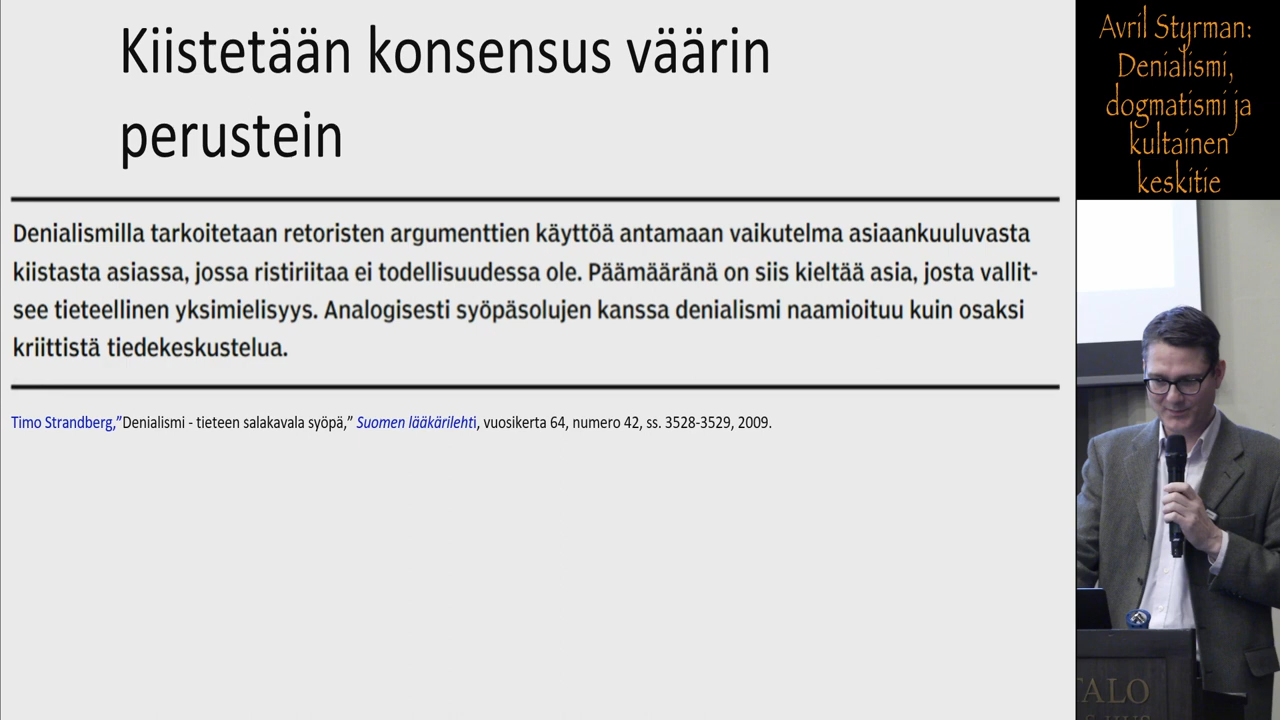 Kiistetään konsensus väärin
perustein
Denialismilla tarkoitetaan retoristen argumenttien käyttöä antamaan vaikutelma asiaankuuluvasta
kiistasta asiassa, jossa ristiriitaa ei todellisuudessa ole. Päämääränä on siis kieltää asia, josta vallit-
see tieteellinen yksimielisyys. Analogisesti syöpäsolujen kanssa denialismi naamioituu kuin osaksi
kriittistä tiedekeskustelua.
Timo Strandberg,”Denialismi - tieteen salakavala syöpä,” Suomen lääkärilehti, vuosikerta 64, numero 42, ss. 3528-3529, 2009.
Avril Styrman:
Denialismi,
dogmatismi ja
kultainen
keskitie
TALO